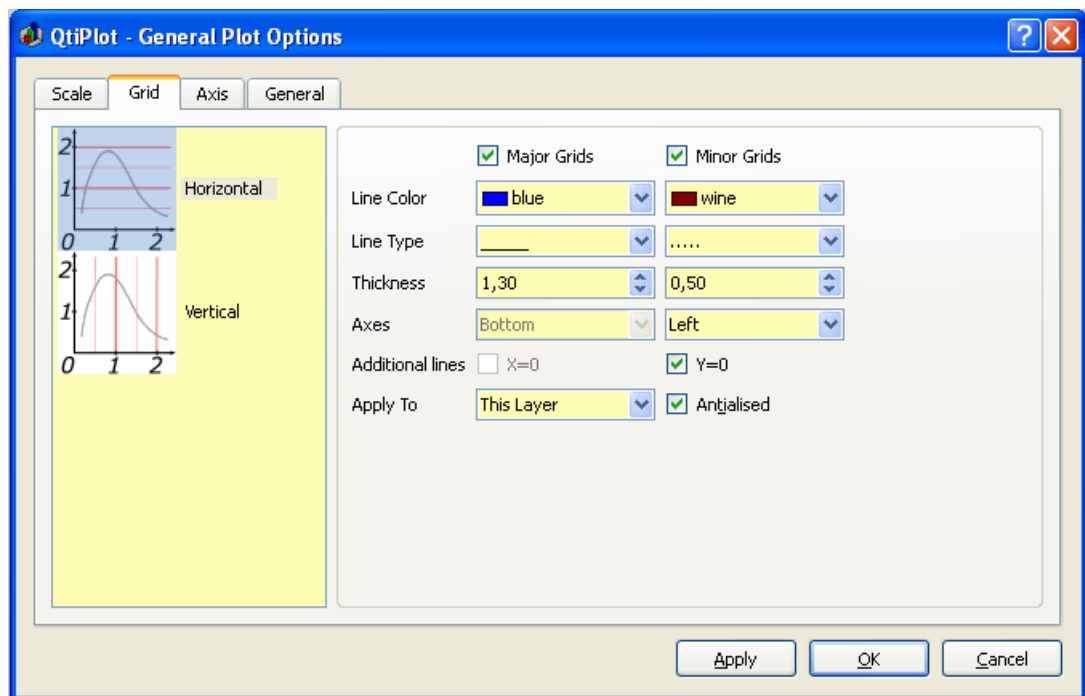 QtiPlot - General Plot Options
Scale Grid Axis General
2
1
0 1 2
Horizontal
2
1
0 1 2
Vertical
Major Grids Minor Grids
Line Color blue wine
Line Type _____ .....
Thickness 1,30 0,50
Axes Bottom Left
Additional lines X=0 Y=0
Apply To This Layer Antialised
Apply OK Cancel